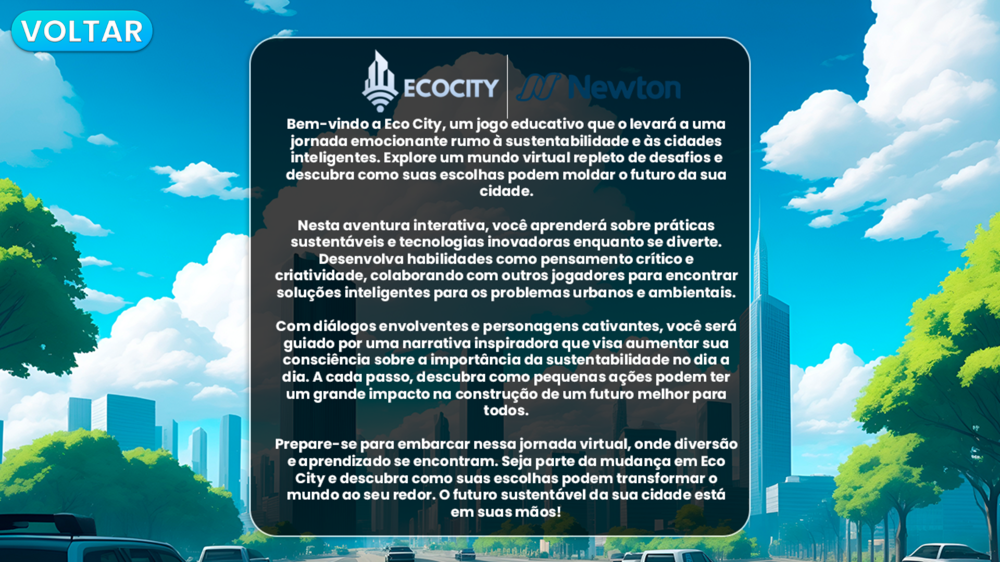 VOLTAR
ECOCITY
Newton
Bem-vindo a Eco City, um jogo educativo que o levará a uma
jornada emocionante rumo à sustentabilidade e às cidades
inteligentes. Explore um mundo virtual repleto de desafios e
descubra como suas escolhas podem moldar o futuro da sua
cidade.
Nesta aventura interativa, você aprenderá sobre práticas
sustentáveis e tecnologias inovadoras enquanto se diverte.
Desenvolva habilidades como pensamento crítico e
criatividade, colaborando com outros jogadores para encontrar
soluções inteligentes para os problemas urbanos e ambientais.
Com diálogos envolventes e personagens cativantes, você será
guiado por uma narrativa inspiradora que visa aumentar sua
consciência sobre a importância da sustentabilidade no dia a
dia. A cada passo, descubra como pequenas ações podem ter
um grande impacto na construção de um futuro melhor para
todos.
Prepare-se para embarcar nessa jornada virtual, onde diversão
e aprendizado se encontram. Seja parte da mudança em Eco
City e descubra como suas escolhas podem transformar o
mundo ao seu redor. O futuro sustentável da sua cidade está
em suas mãos!